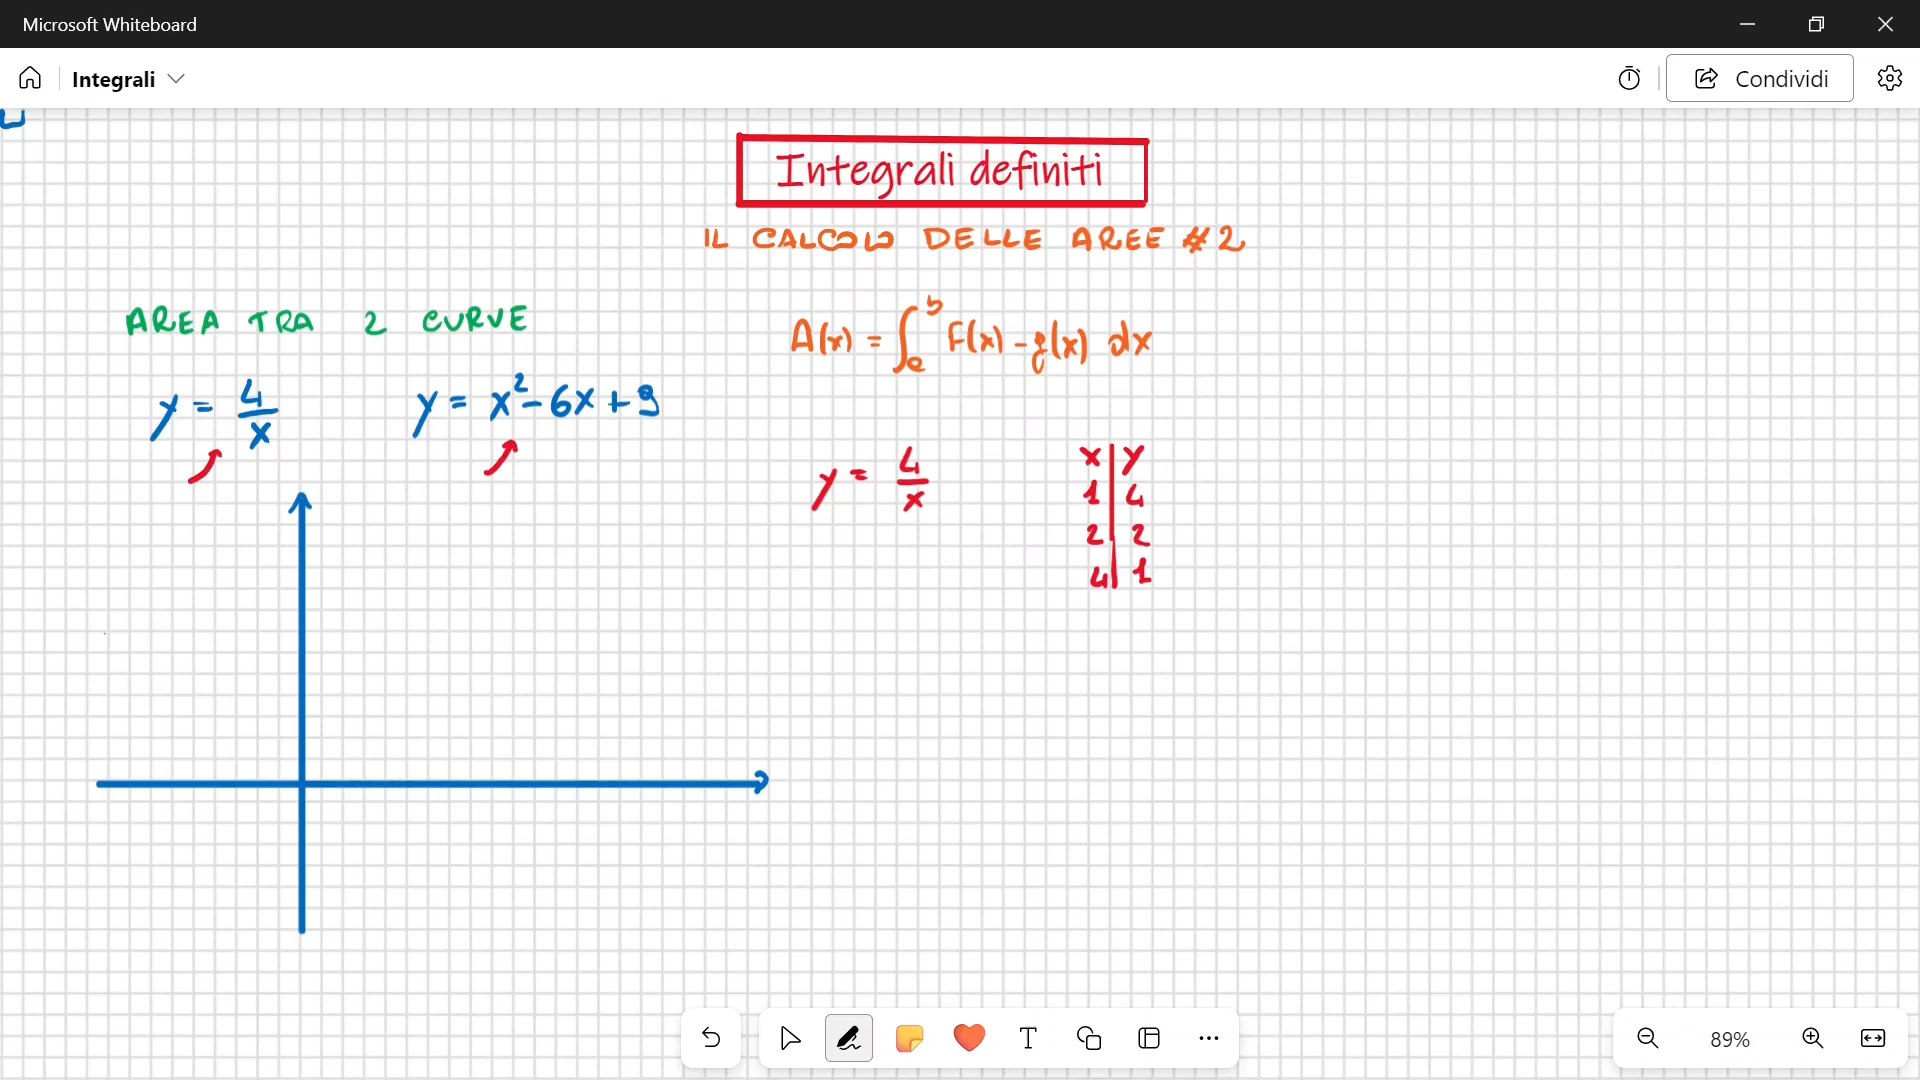 Microsoft Whiteboard
Integrali
Condividi
Integrali definiti
IL CALCOLO DELLE AREE #2
AREA TRA 2 CURVE
A(x) = ∫_a^b F(x) - g(x) dx
y = 4/x
y = x² - 6x + 9
y = 4/x
x | y
1 | 4
2 | 2
4 | 1
T
89%